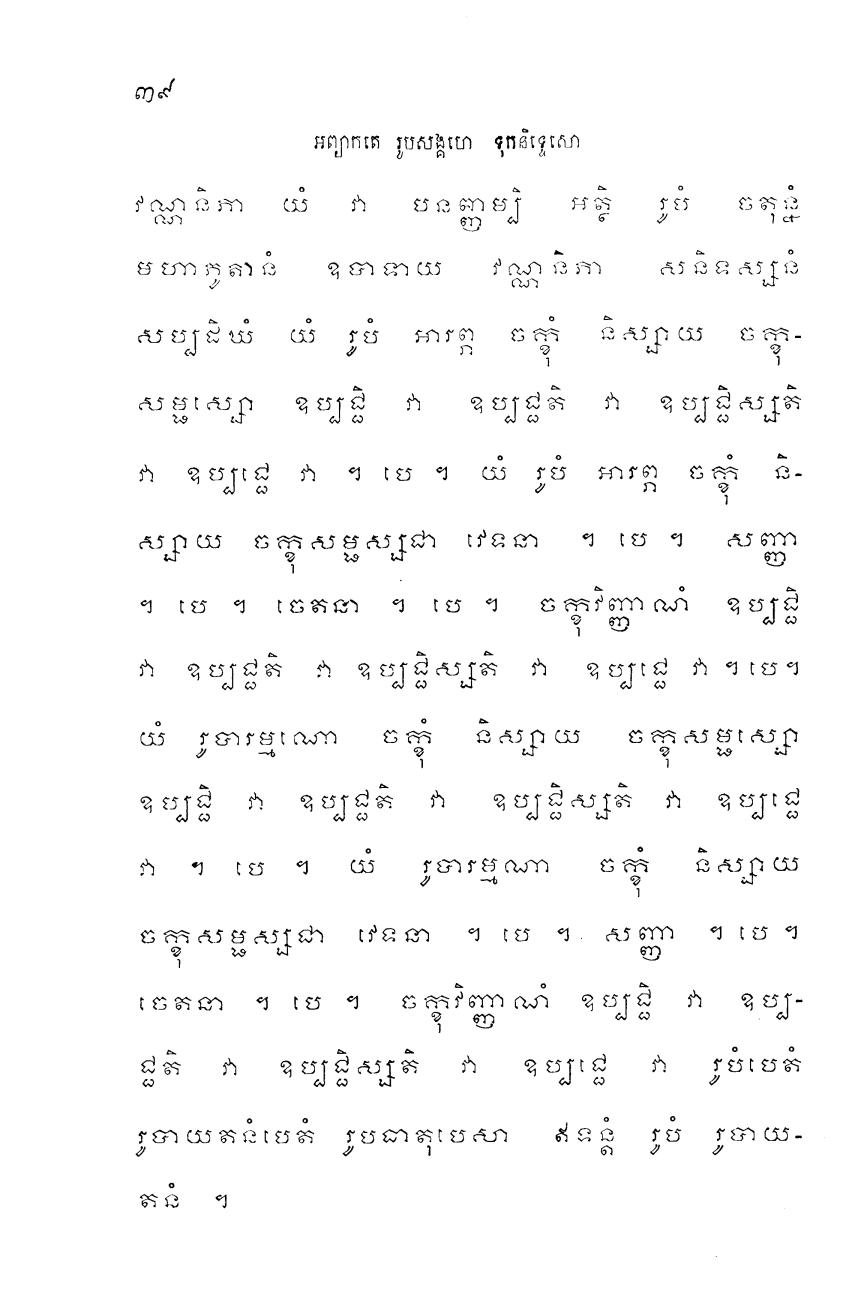 ៣៩
អព្យាកតេ រូបសង្គហេ ទុកនិទ្ទេសោ
វណ្ណនិភា យំ វា បនញ្ញម្បិ អត្ថិ រូបំ ចតុន្នំ
មហាភូតានំ ឧបាទាយ វណ្ណនិភា សនិទស្សនំ
សប្បដិឃំ យំ រូបំ អារព្ភ ចក្ខុំ និស្សាយ ចក្ខុ-
សម្ផស្សោ ឧប្បជ្ជិ វា ឧប្បជ្ជតិ វា ឧប្បជ្ជិស្សតិ
វា ឧប្បជ្ជេ វា ។ បេ ។ យំ រូបំ អារព្ភ ចក្ខុំ និ-
ស្សាយ ចក្ខុសម្ផស្សជា វេទនា ។ បេ ។ សញ្ញា
។ បេ ។ ចេតនា ។ បេ ។ ចក្ខុវិញ្ញាណំ ឧប្បជ្ជិ
វា ឧប្បជ្ជតិ វា ឧប្បជ្ជិស្សតិ វា ឧប្បជ្ជេ វា ។ បេ ។
យំ រូបារម្មណោ ចក្ខុំ និស្សាយ ចក្ខុសម្ផស្សោ
ឧប្បជ្ជិ វា ឧប្បជ្ជតិ វា ឧប្បជ្ជិស្សតិ វា ឧប្បជ្ជេ
វា ។ បេ ។ យំ រូបារម្មណា ចក្ខុំ និស្សាយ
ចក្ខុសម្ផស្សជា វេទនា ។ បេ ។ សញ្ញា ។ បេ ។
ចេតនា ។ បេ ។ ចក្ខុវិញ្ញាណំ ឧប្បជ្ជិ វា ឧប្ប-
ជ្ជតិ វា ឧប្បជ្ជិស្សតិ វា ឧប្បជ្ជេ វា រូបំបេតំ
រូបាយតនំបេតំ រូបធាតុបេសា ឥទន្តំ រូបំ រូបាយ-
តនំ ។